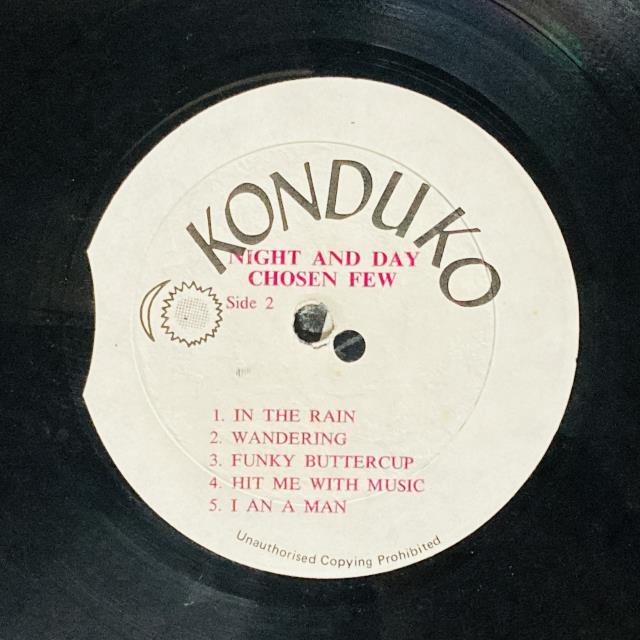 KONDUKO
NIGHT AND DAY
CHOSEN FEW
Side 2
1. IN THE RAIN
2. WANDERING
3. FUNKY BUTTERCUP
4. HIT ME WITH MUSIC
5. I AN A MAN
Unauthorised Copying Prohibited